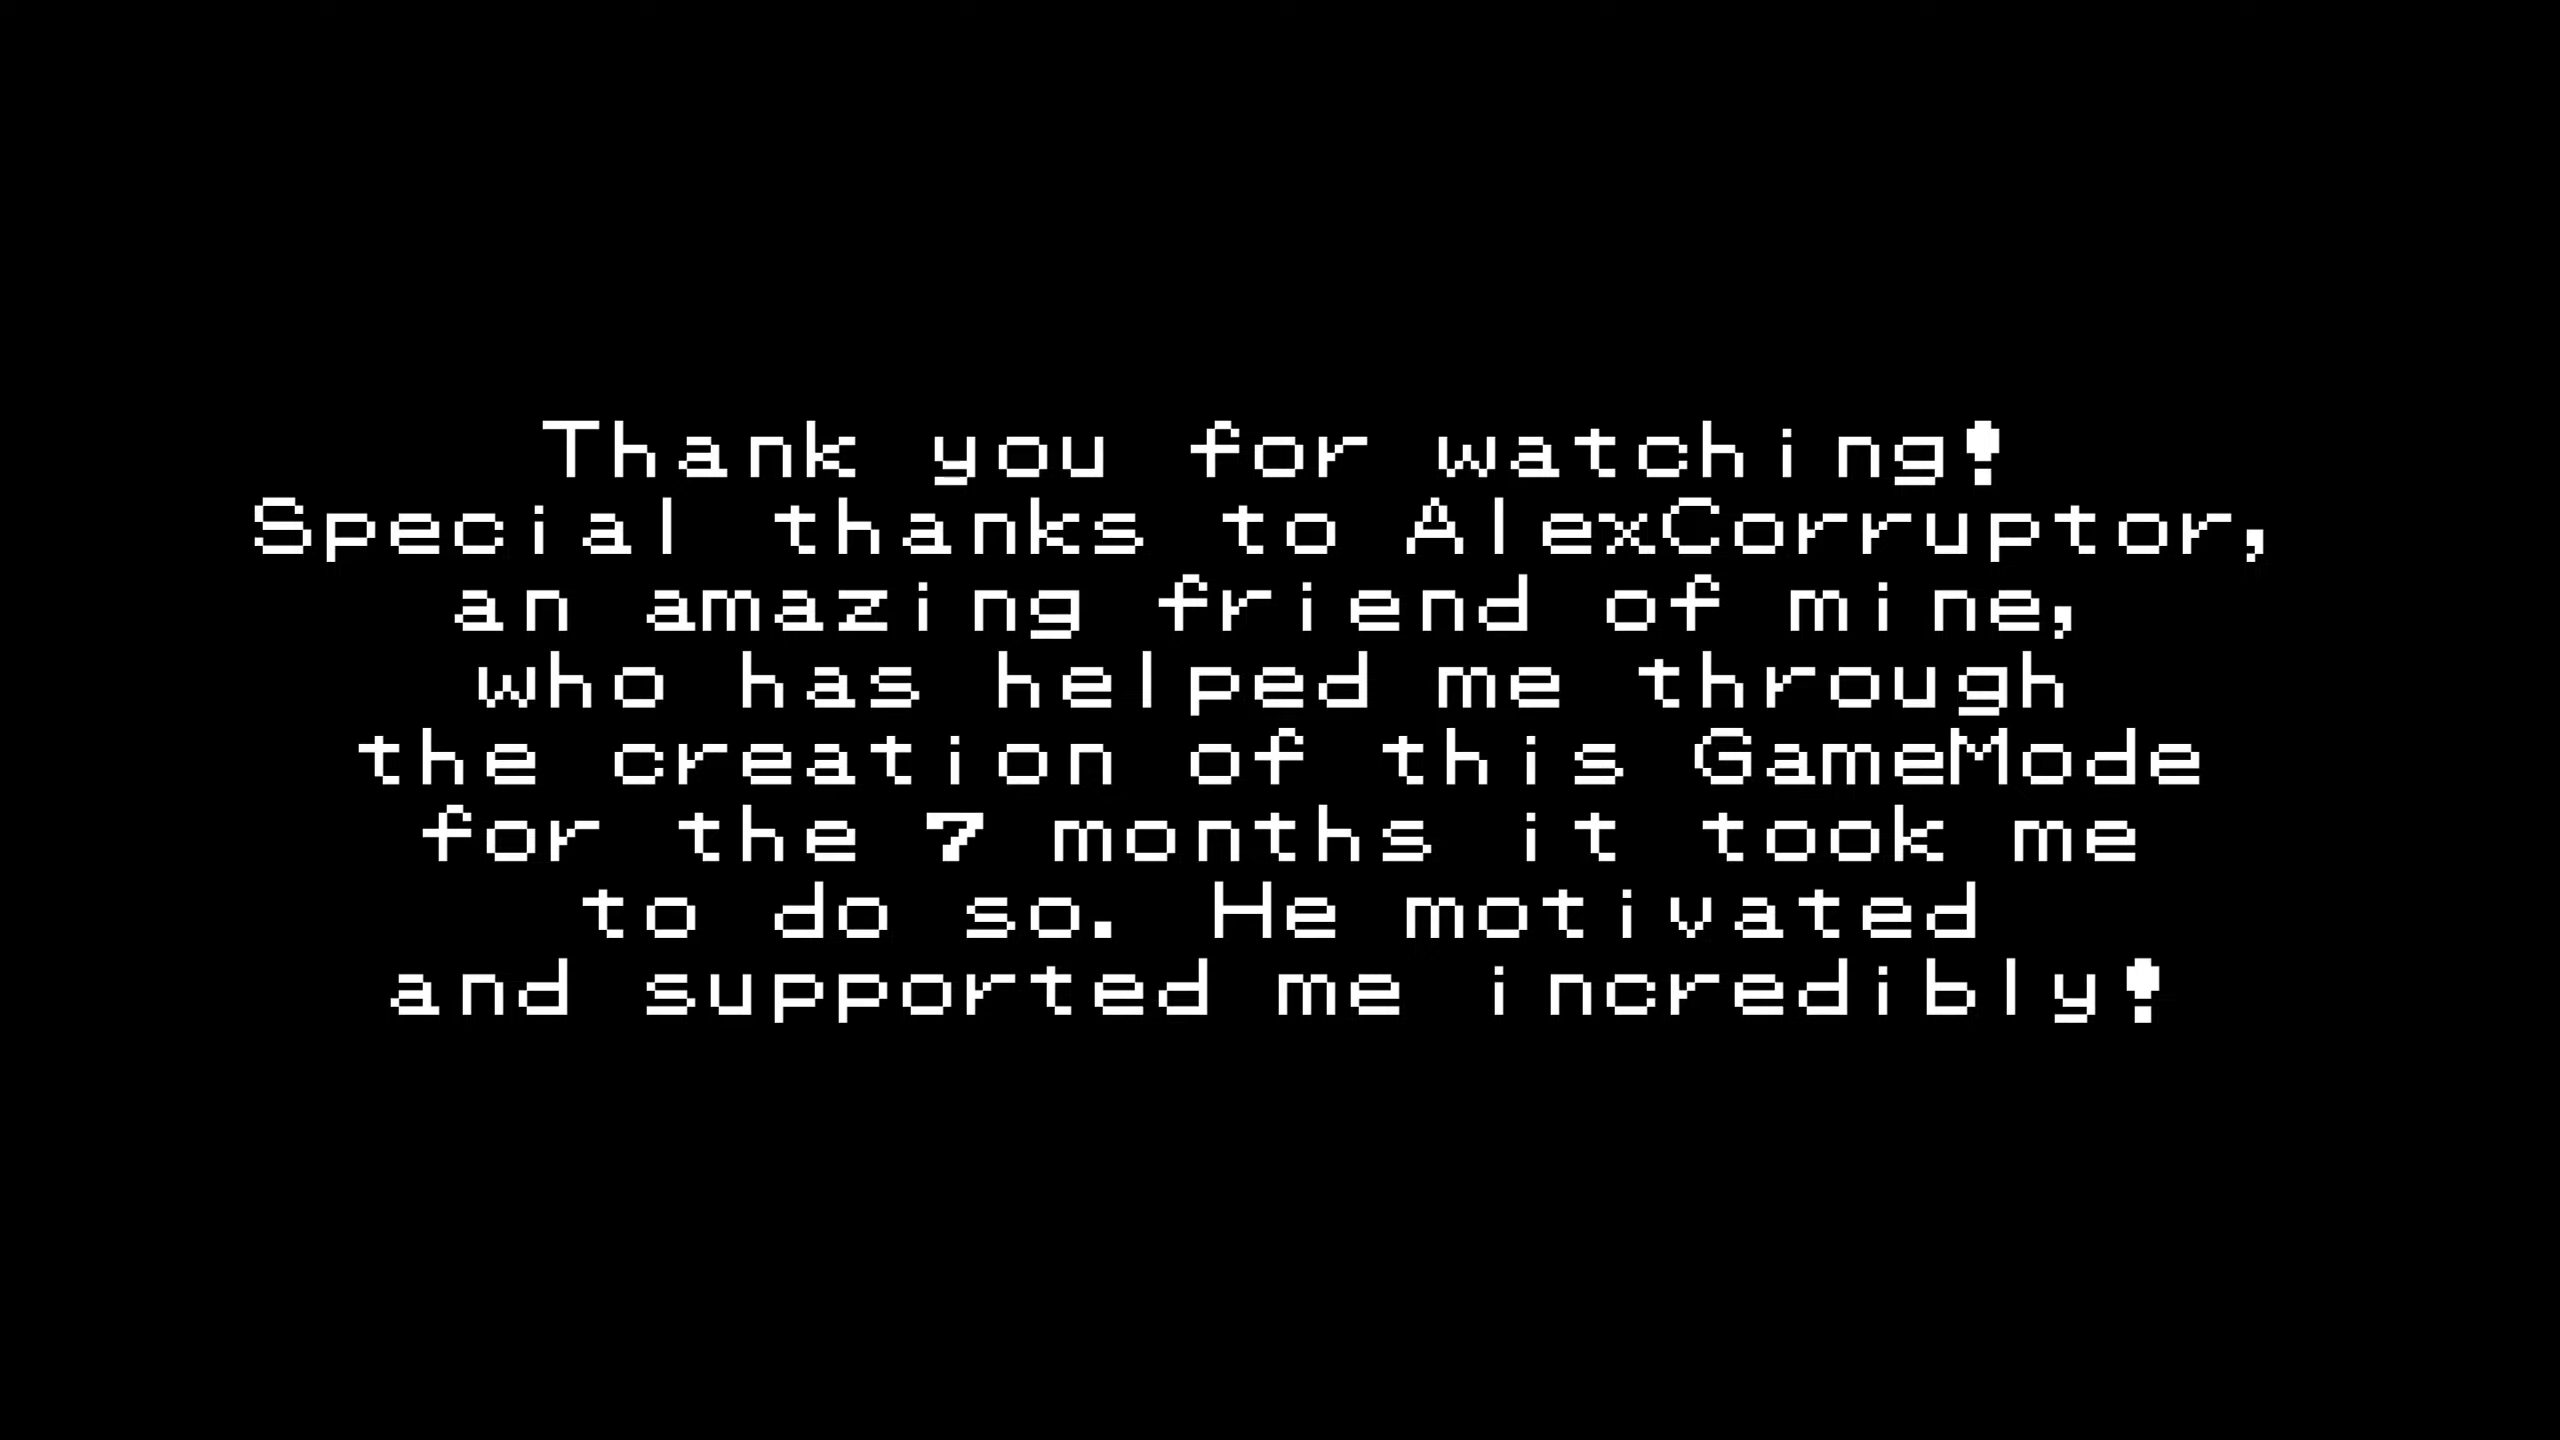 Thank you for watching!
Special thanks to AlexCorruptor,
an amazing friend of mine,
who has helped me through
the creation of this GameMode
for the 7 months it took me
to do so. He motivated
and supported me incredibly!